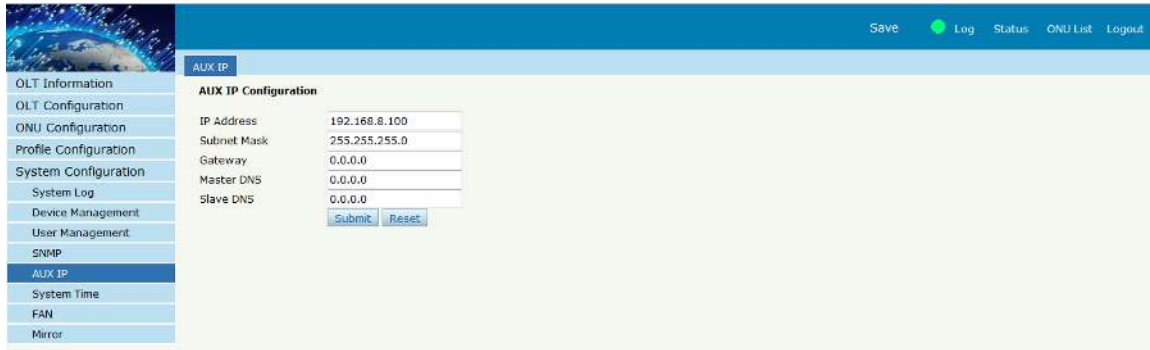 Save Log Status ONU List Logout
AUX IP
OLT Information
OLT Configuration
ONU Configuration
Profile Configuration
System Configuration
System Log
Device Management
User Management
SNMP
AUX IP
System Time
FAN
Mirror
AUX IP Configuration
IP Address 192.168.8.100
Subnet Mask 255.255.255.0
Gateway 0.0.0.0
Master DNS 0.0.0.0
Slave DNS 0.0.0.0
Submit Reset